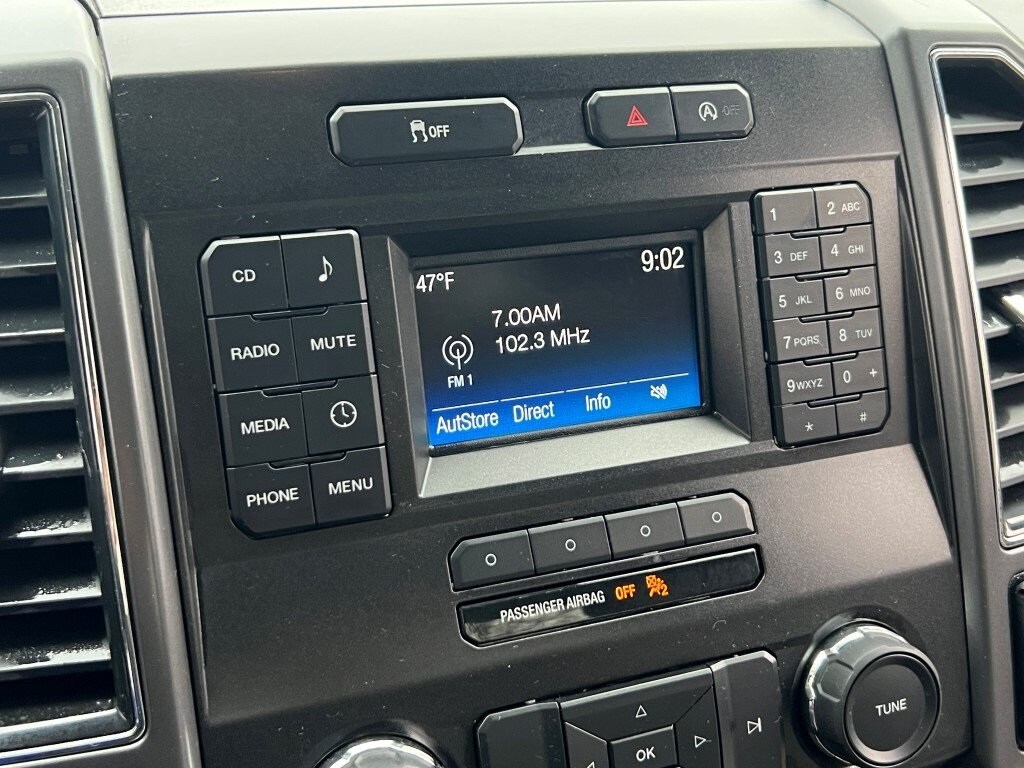 OFF
A OFF
CD
RADIO MUTE
MEDIA
PHONE MENU
47°F 9:02
7.00AM
102.3 MHz
FM 1
AutStore Direct Info
1 2 ABC
3 DEF 4 GHI
5 JKL 6 MNO
7 PQRS 8 TUV
9 WXYZ 0 +
* #
PASSENGER AIRBAG OFF 2
OK
TUNE